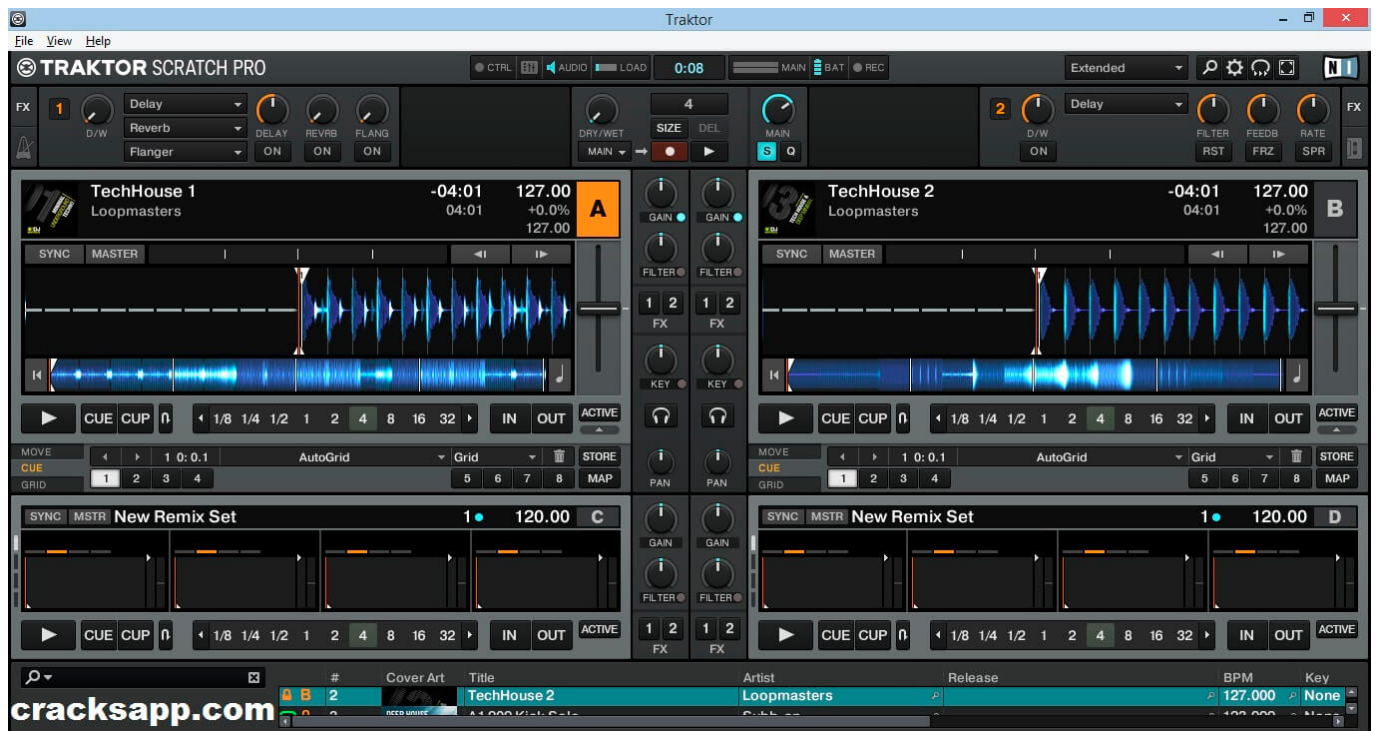 Traktor
File View Help
TRAKTOR SCRATCH PRO CTRL AUDIO LOAD 0:08 MAIN BAT REC Extended N I
FX 1 Delay 4 2 Delay FX
D/W Reverb DELAY REVRB FLANG DRY/WET SIZE DEL MAIN D/W FILTER FEEDB RATE
Flanger ON ON ON MAIN S Q ON RST FRZ SPR
TechHouse 1 -04:01 127.00 A
Loopmasters 04:01 +0.0%
127.00
GAIN GAIN
TechHouse 2 -04:01 127.00 B
Loopmasters 04:01 +0.0%
127.00
SYNC MASTER
FILTER FILTER
SYNC MASTER
1 2 1 2
FX FX
KEY KEY
CUE CUP 1/8 1/4 1/2 1 2 4 8 16 32 IN OUT ACTIVE
CUE CUP 1/8 1/4 1/2 1 2 4 8 16 32 IN OUT ACTIVE
MOVE 1 0: 0.1 AutoGrid Grid STORE
CUE
GRID 1 2 3 4 5 6 7 8 MAP
PAN PAN
MOVE 1 0: 0.1 AutoGrid Grid STORE
CUE
GRID 1 2 3 4 5 6 7 8 MAP
SYNC MSTR New Remix Set 1 120.00 C
GAIN GAIN
SYNC MSTR New Remix Set 1 120.00 D
FILTER FILTER
CUE CUP 1/8 1/4 1/2 1 2 4 8 16 32 IN OUT ACTIVE
1 2 1 2
FX FX
CUE CUP 1/8 1/4 1/2 1 2 4 8 16 32 IN OUT ACTIVE
# Cover Art Title Artist Release BPM Key
B 2 TechHouse 2 Loopmasters 127.000 None
cracksapp.com